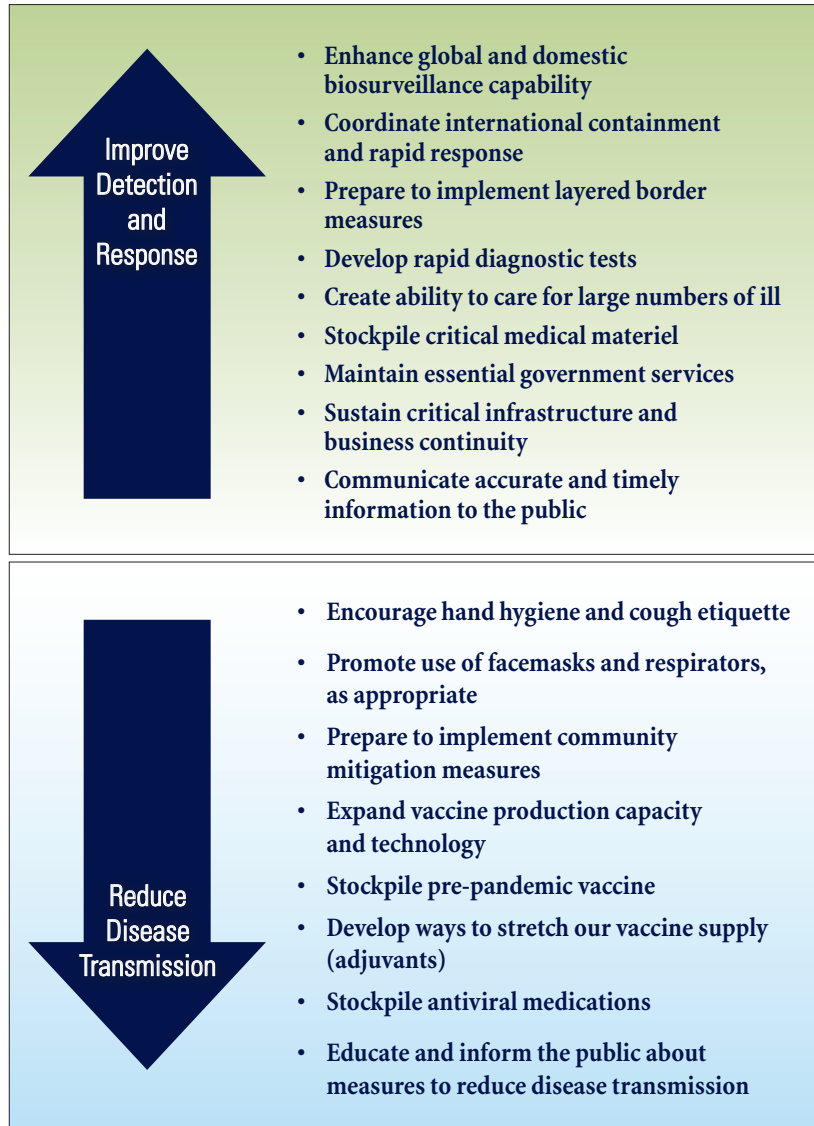 Improve
Detection
and
Response
• Enhance global and domestic
biosurveillance capability
• Coordinate international containment
and rapid response
• Prepare to implement layered border
measures
• Develop rapid diagnostic tests
• Create ability to care for large numbers of ill
• Stockpile critical medical materiel
• Maintain essential government services
• Sustain critical infrastructure and
business continuity
• Communicate accurate and timely
information to the public
Reduce
Disease
Transmission
• Encourage hand hygiene and cough etiquette
• Promote use of facemasks and respirators,
as appropriate
• Prepare to implement community
mitigation measures
• Expand vaccine production capacity
and technology
• Stockpile pre-pandemic vaccine
• Develop ways to stretch our vaccine supply
(adjuvants)
• Stockpile antiviral medications
• Educate and inform the public about
measures to reduce disease transmission